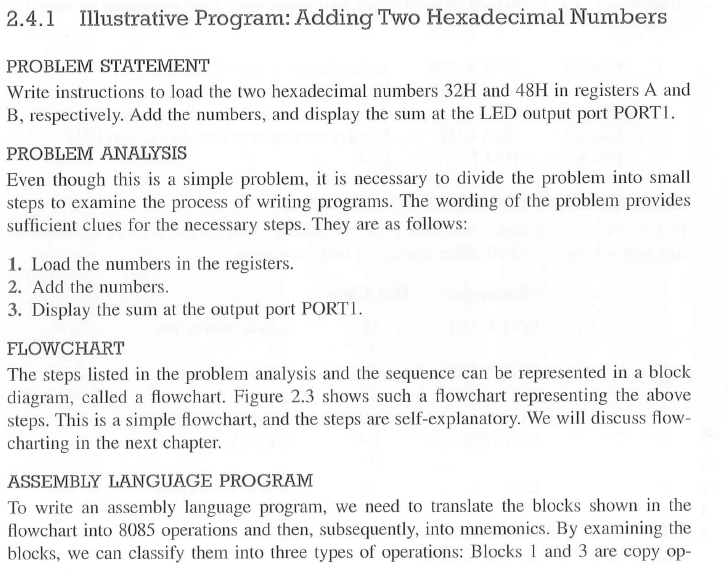 2.4.1 Illustrative Program: Adding Two Hexadecimal Numbers
PROBLEM STATEMENT
Write instructions to load the two hexadecimal numbers 32H and 48H in registers A and
B, respectively. Add the numbers, and display the sum at the LED output port PORT1.
PROBLEM ANALYSIS
Even though this is a simple problem, it is necessary to divide the problem into small
steps to examine the process of writing programs. The wording of the problem provides
sufficient clues for the necessary steps. They are as follows:
1. Load the numbers in the registers.
2. Add the numbers.
3. Display the sum at the output port PORT1.
FLOWCHART
The steps listed in the problem analysis and the sequence can be represented in a block
diagram, called a flowchart. Figure 2.3 shows such a flowchart representing the above
steps. This is a simple flowchart, and the steps are self-explanatory. We will discuss flow-
charting in the next chapter.
ASSEMBLY LANGUAGE PROGRAM
To write an assembly language program, we need to translate the blocks shown in the
flowchart into 8085 operations and then, subsequently, into mnemonics. By examining the
blocks, we can classify them into three types of operations: Blocks 1 and 3 are copy op-